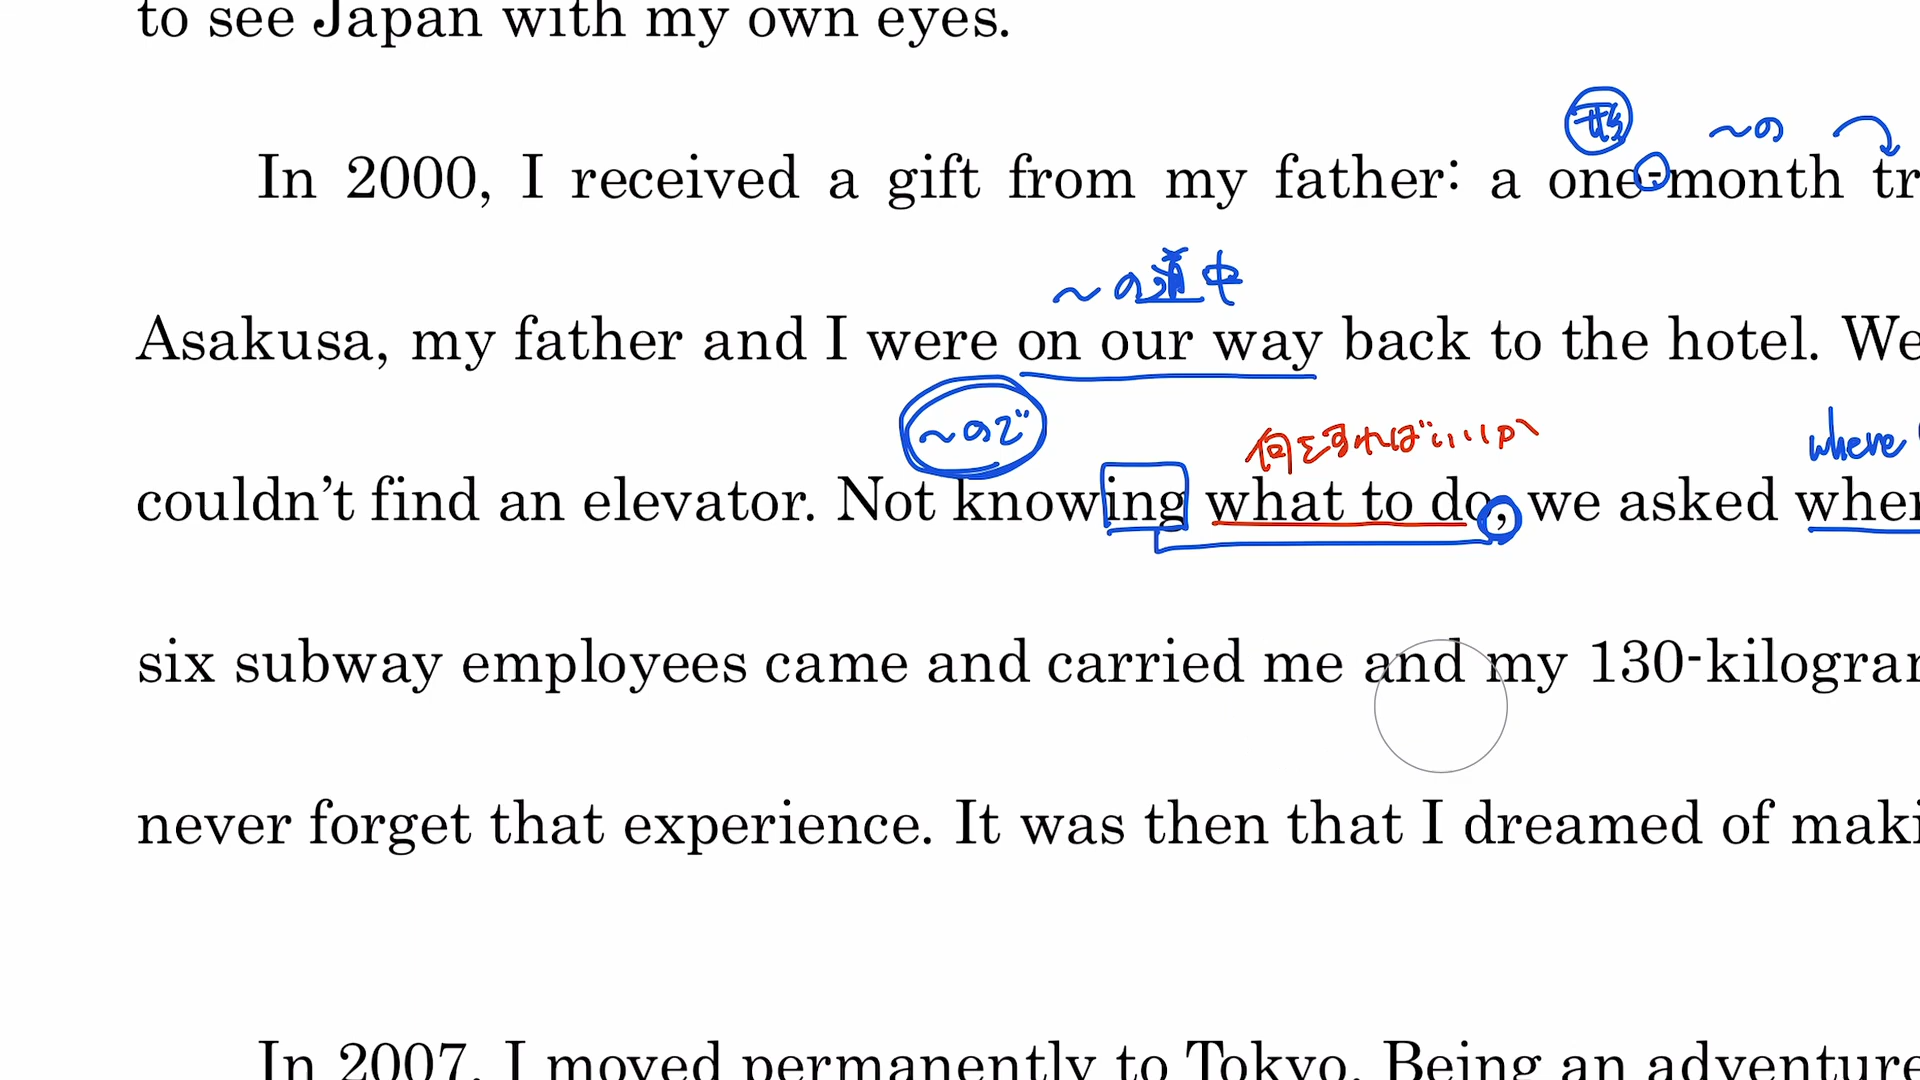 to see Japan with my own eyes.
形 〜の
In 2000, I received a gift from my father: a one-month tr
〜の道中
Asakusa, my father and I were on our way back to the hotel. We
〜ので 何をすればいいか where
couldn’t find an elevator. Not knowing what to do, we asked wher
six subway employees came and carried me and my 130-kilogram
never forget that experience. It was then that I dreamed of maki
In 2007, I moved permanently to Tokyo. Being an adventure